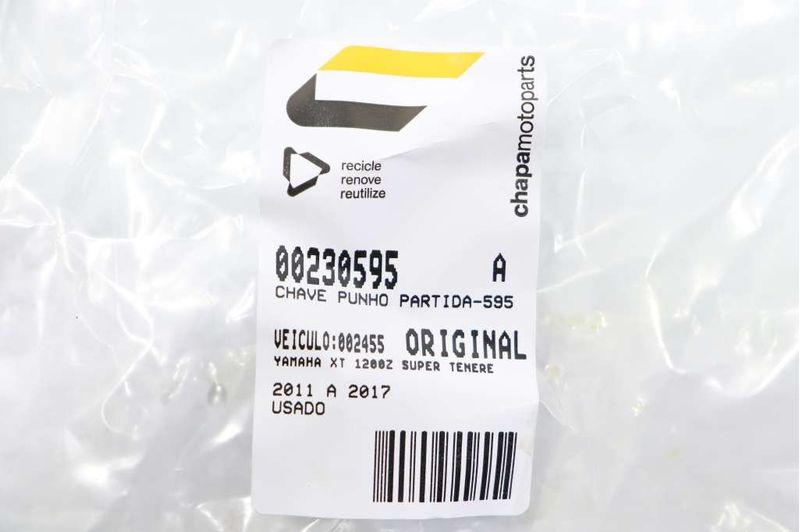 chapamotoparts
recicle
renove
reutilize
00230595 A
CHAVE PUNHO PARTIDA-595
VEICULO:002455 ORIGINAL
YAMAHA XT 1200Z SUPER TENERE
2011 A 2017
USADO